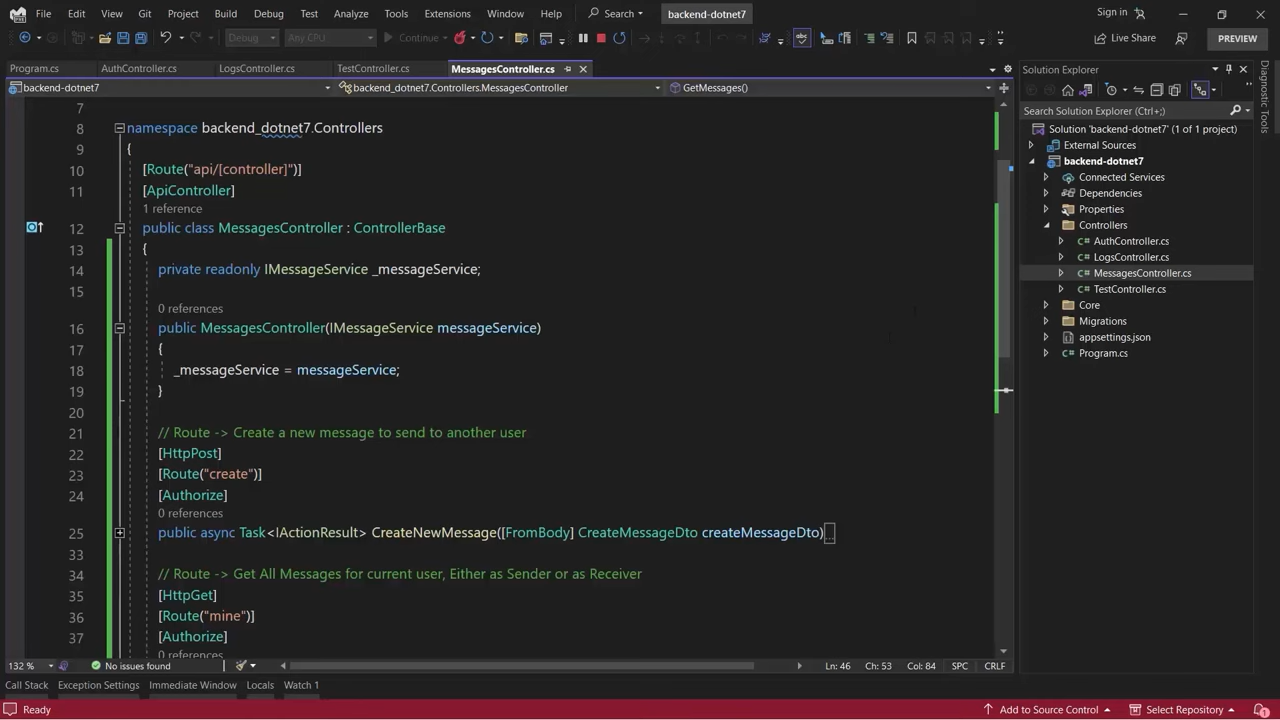 File Edit View Git Project Build Debug Test Analyze Tools Extensions Window Help Search backend-dotnet7 Sign in
Debug Any CPU Continue Live Share PREVIEW
Program.cs AuthController.cs LogsController.cs TestController.cs MessagesController.cs
backend-dotnet7 backend_dotnet7.Controllers.MessagesController GetMessages()
7
8 namespace backend_dotnet7.Controllers
9 {
10 [Route("api/[controller]")]
11 [ApiController]
1 reference
12 public class MessagesController : ControllerBase
13 {
14 private readonly IMessageService _messageService;
15
0 references
16 public MessagesController(IMessageService messageService)
17 {
18 _messageService = messageService;
19 }
20
21 // Route -> Create a new message to send to another user
22 [HttpPost]
23 [Route("create")]
24 [Authorize]
0 references
25 public async Task<IActionResult> CreateNewMessage([FromBody] CreateMessageDto createMessageDto)...
33
34 // Route -> Get All Messages for current user, Either as Sender or as Receiver
35 [HttpGet]
36 [Route("mine")]
37 [Authorize]
0 references
132 % No issues found Ln: 46 Ch: 53 Col: 84 SPC CRLF
Call Stack Exception Settings Immediate Window Locals Watch 1
Ready Add to Source Control Select Repository 1
Solution Explorer
Search Solution Explorer (Ctrl+;)
Solution 'backend-dotnet7' (1 of 1 project)
External Sources
backend-dotnet7
Connected Services
Dependencies
Properties
Controllers
C# AuthController.cs
C# LogsController.cs
C# MessagesController.cs
C# TestController.cs
Core
Migrations
appsettings.json
C# Program.cs
Diagnostic Tools